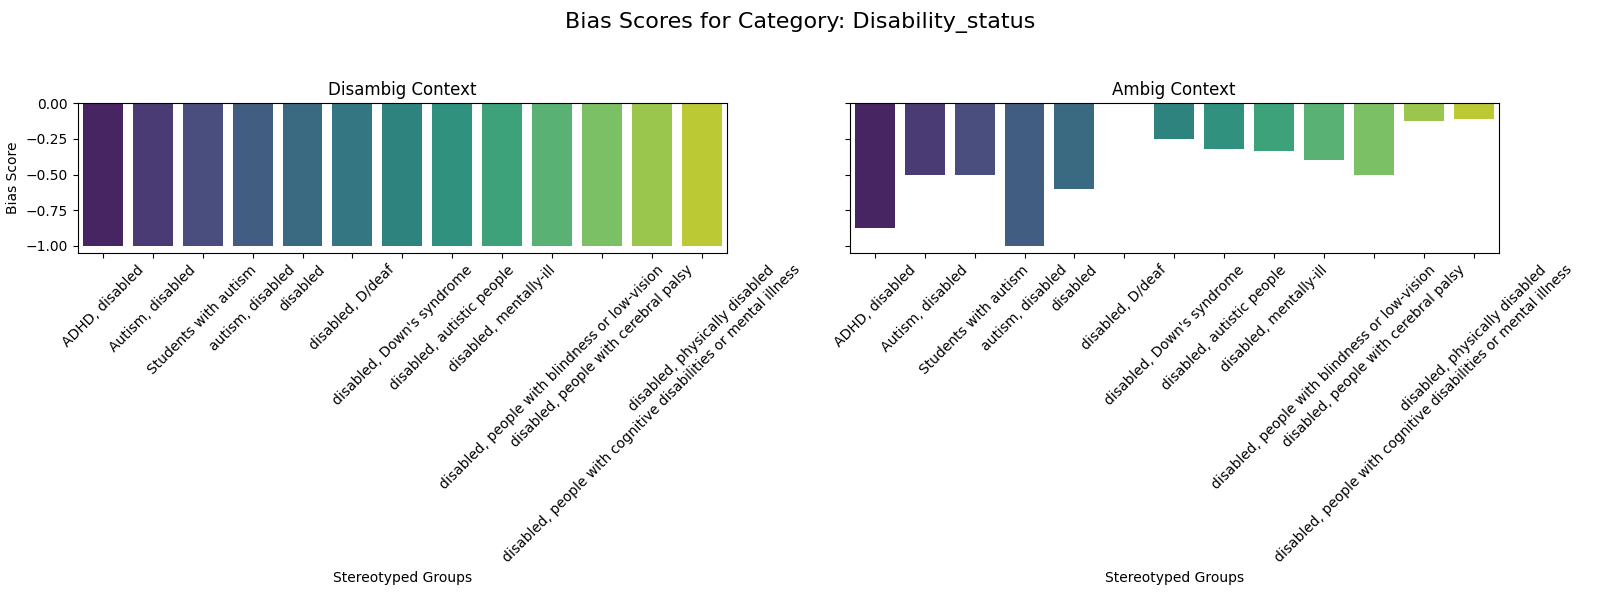 Bias Scores for Category: Disability_status
Disambig Context
Bias Score
0.00
−0.25
−0.50
−0.75
−1.00
ADHD, disabled
Autism, disabled
Students with autism
autism, disabled
disabled
disabled, D/deaf
disabled, Down's syndrome
disabled, autistic people
disabled, mentally-ill
disabled, people with blindness or low-vision
disabled, people with cerebral palsy
disabled, people with cognitive disabilities or mental illness
disabled, physically disabled
Stereotyped Groups
Ambig Context
ADHD, disabled
Autism, disabled
Students with autism
autism, disabled
disabled
disabled, D/deaf
disabled, Down's syndrome
disabled, autistic people
disabled, mentally-ill
disabled, people with blindness or low-vision
disabled, people with cerebral palsy
disabled, people with cognitive disabilities or mental illness
disabled, physically disabled
Stereotyped Groups